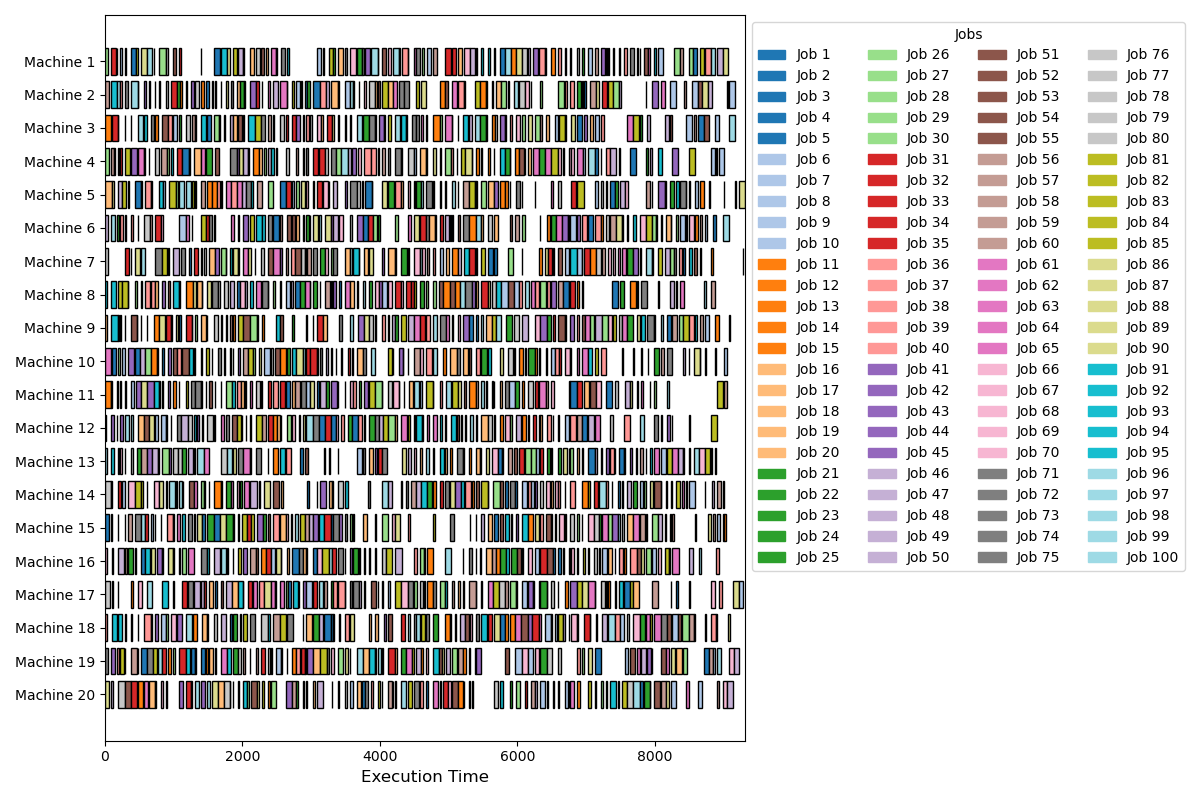 Machine 1
Machine 2
Machine 3
Machine 4
Machine 5
Machine 6
Machine 7
Machine 8
Machine 9
Machine 10
Machine 11
Machine 12
Machine 13
Machine 14
Machine 15
Machine 16
Machine 17
Machine 18
Machine 19
Machine 20
0 2000 4000 6000 8000
Execution Time
Jobs
Job 1 Job 26 Job 51 Job 76
Job 2 Job 27 Job 52 Job 77
Job 3 Job 28 Job 53 Job 78
Job 4 Job 29 Job 54 Job 79
Job 5 Job 30 Job 55 Job 80
Job 6 Job 31 Job 56 Job 81
Job 7 Job 32 Job 57 Job 82
Job 8 Job 33 Job 58 Job 83
Job 9 Job 34 Job 59 Job 84
Job 10 Job 35 Job 60 Job 85
Job 11 Job 36 Job 61 Job 86
Job 12 Job 37 Job 62 Job 87
Job 13 Job 38 Job 63 Job 88
Job 14 Job 39 Job 64 Job 89
Job 15 Job 40 Job 65 Job 90
Job 16 Job 41 Job 66 Job 91
Job 17 Job 42 Job 67 Job 92
Job 18 Job 43 Job 68 Job 93
Job 19 Job 44 Job 69 Job 94
Job 20 Job 45 Job 70 Job 95
Job 21 Job 46 Job 71 Job 96
Job 22 Job 47 Job 72 Job 97
Job 23 Job 48 Job 73 Job 98
Job 24 Job 49 Job 74 Job 99
Job 25 Job 50 Job 75 Job 100